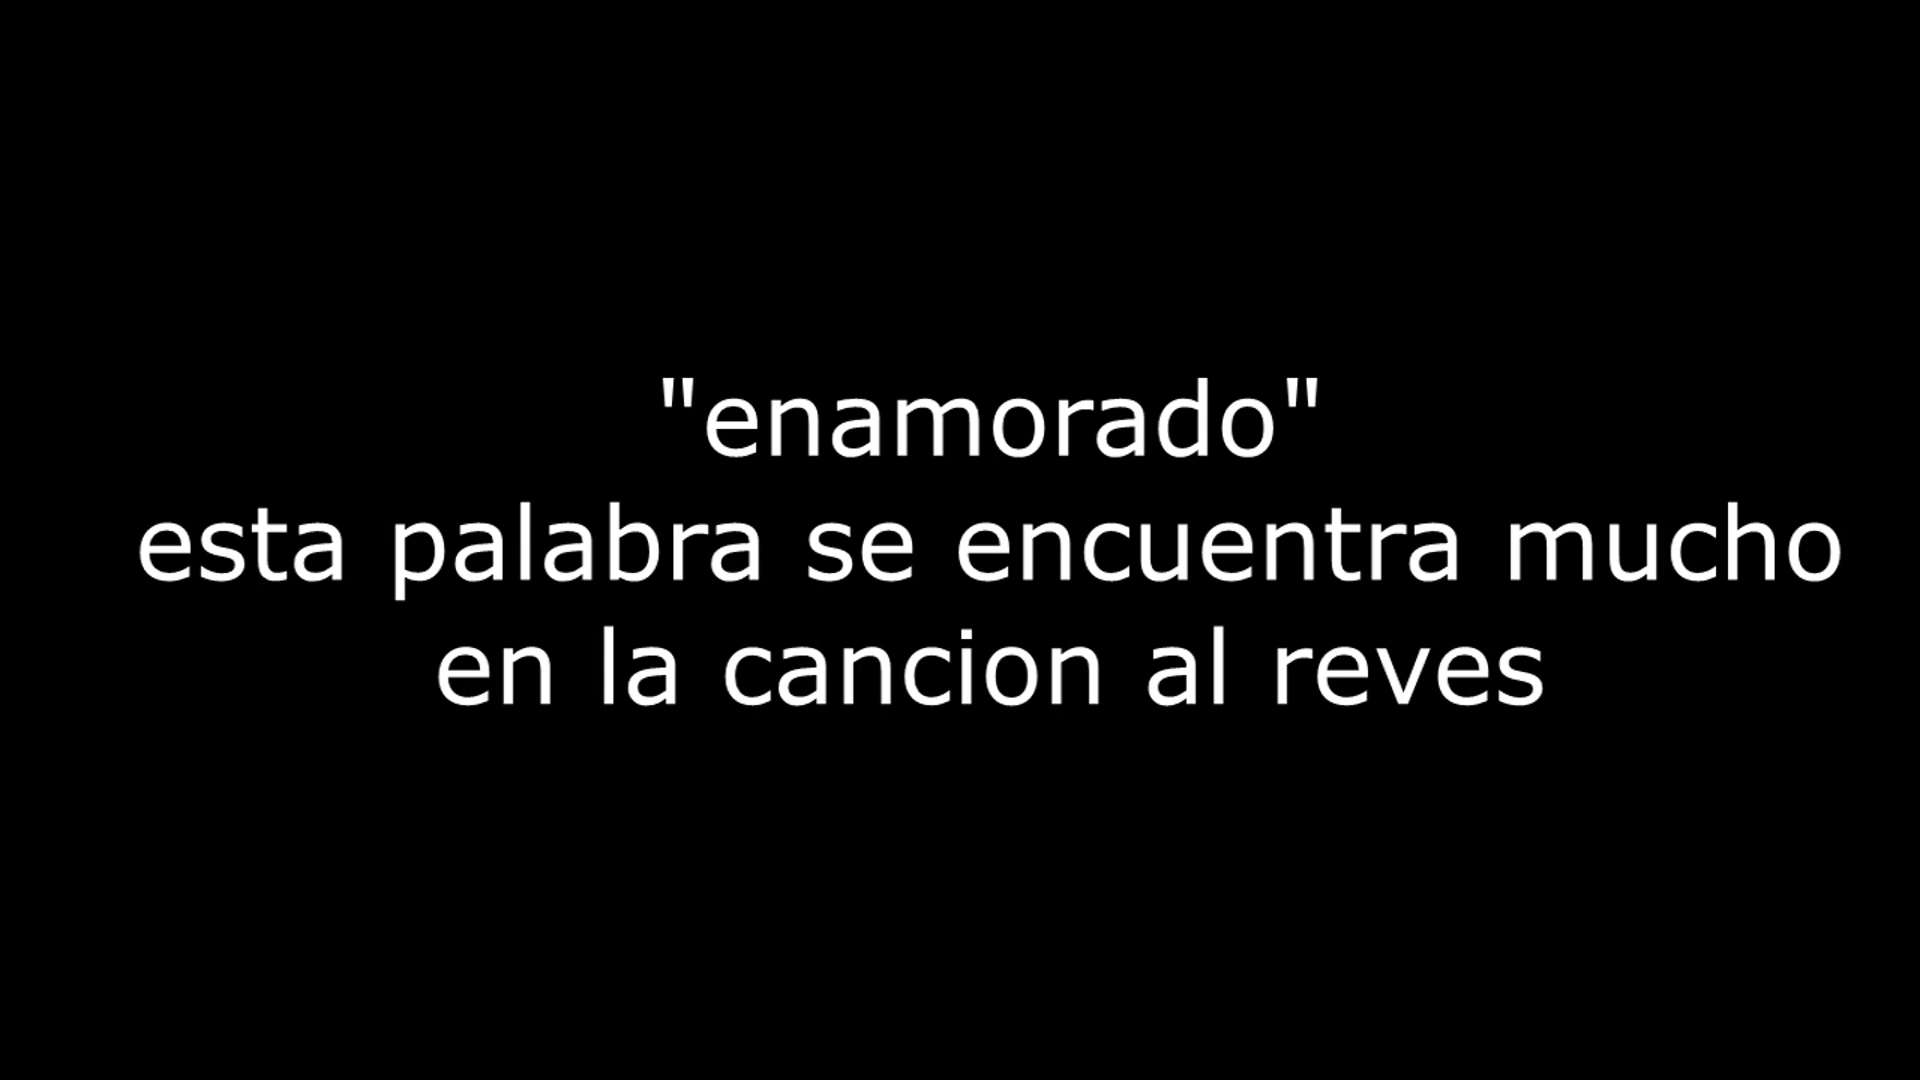 "enamorado"
esta palabra se encuentra mucho
en la cancion al reves